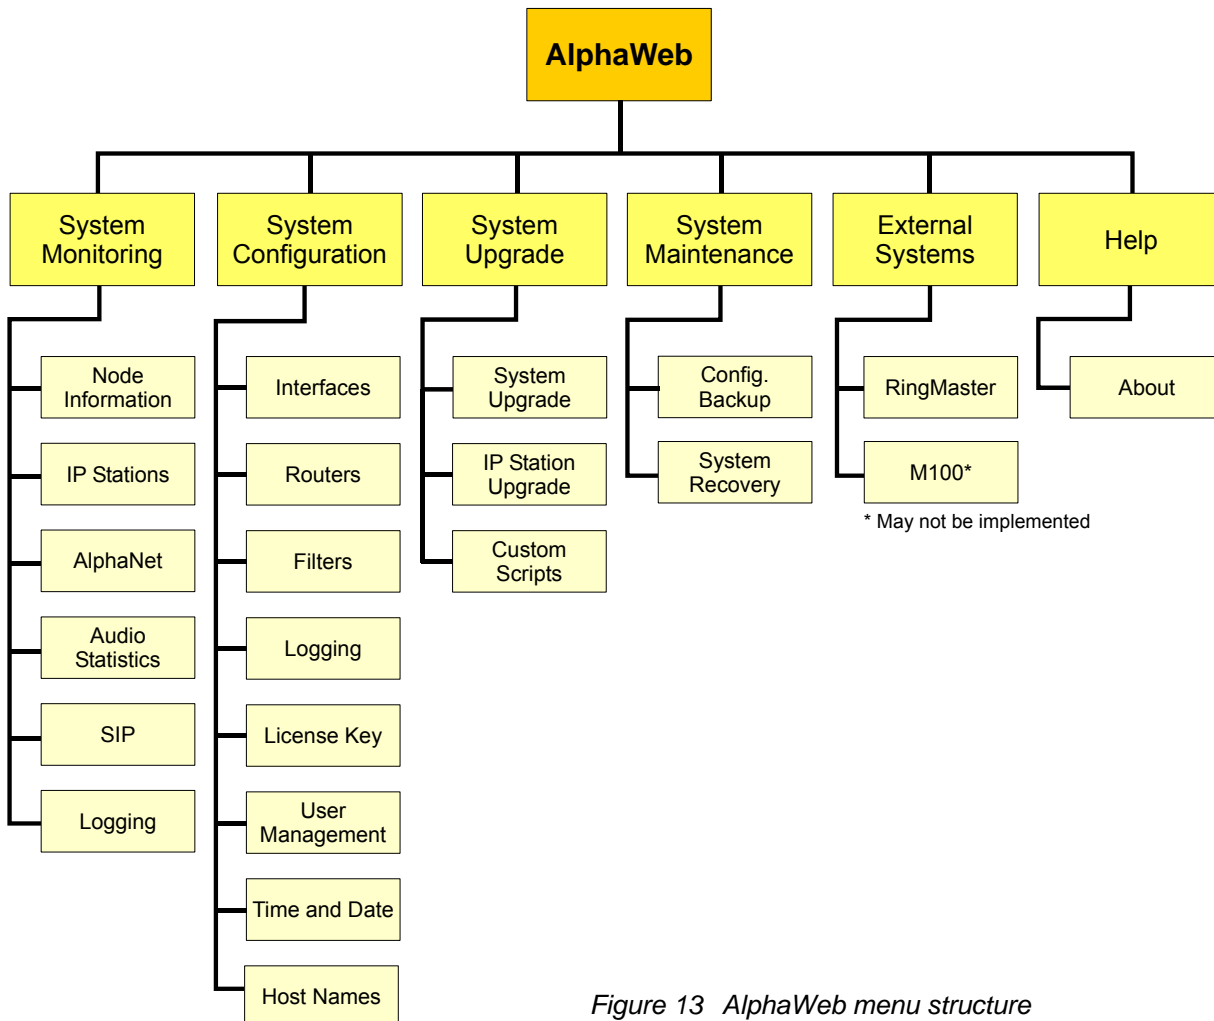 AlphaWeb
System
Monitoring
System
Configuration
System
Upgrade
System
Maintenance
External
Systems
Help
Node
Information
IP Stations
AlphaNet
Audio
Statistics
SIP
Logging
Interfaces
Routers
Filters
Logging
License Key
User
Management
Time and Date
Host Names
System
Upgrade
IP Station
Upgrade
Custom
Scripts
Config.
Backup
System
Recovery
RingMaster
M100*
* May not be implemented
About
Figure 13 AlphaWeb menu structure